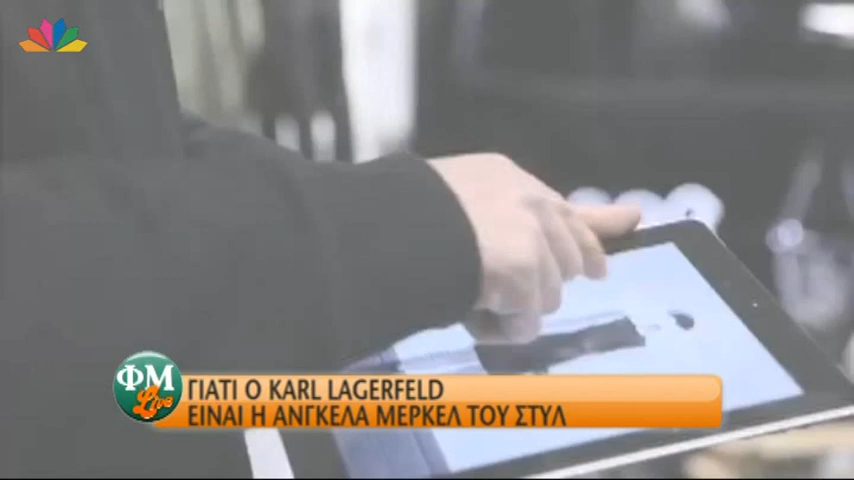 ΦΜ
Live
ΓΙΑΤΙ Ο KARL LAGERFELD
ΕΙΝΑΙ Η ΑΝΓΚΕΛΑ ΜΕΡΚΕΛ ΤΟΥ ΣΤΥΛ